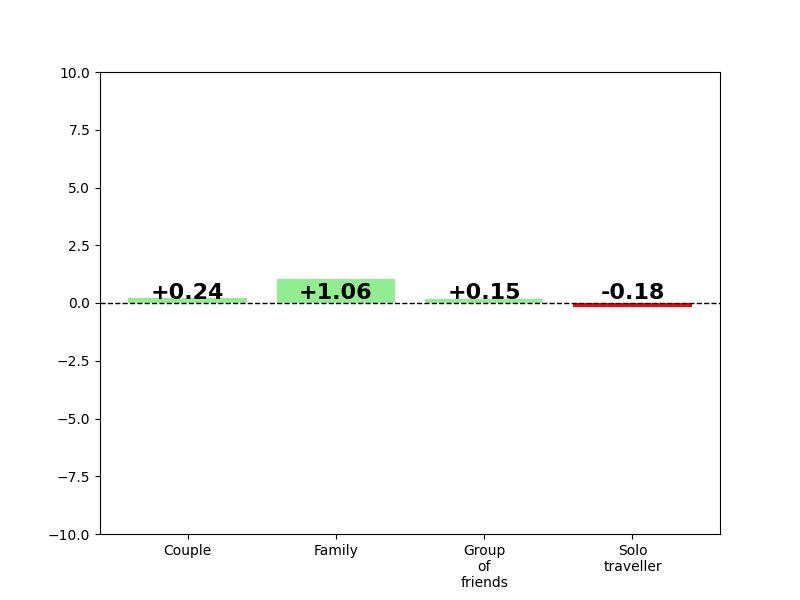 10.0
7.5
5.0
2.5
0.0
−2.5
−5.0
−7.5
−10.0
+0.24
+1.06
+0.15
-0.18
Couple
Family
Group
of
friends
Solo
traveller